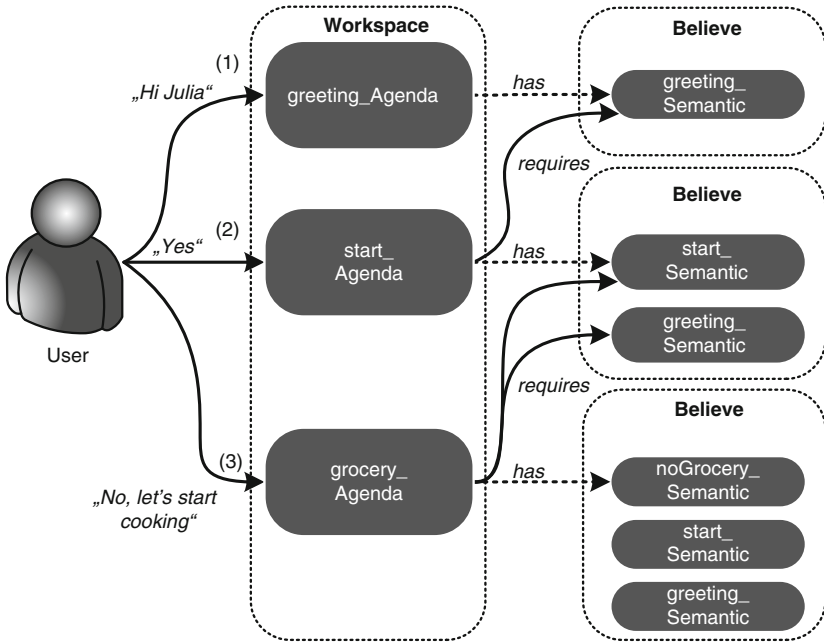 Workspace
Believe
(1)
„Hi Julia“
greeting_Agenda
has
greeting_
Semantic
requires
Believe
(2)
„Yes“
start_
Agenda
has
start_
Semantic
greeting_
Semantic
User
requires
Believe
(3)
„No, let's start
cooking“
grocery_
Agenda
has
noGrocery_
Semantic
start_
Semantic
greeting_
Semantic